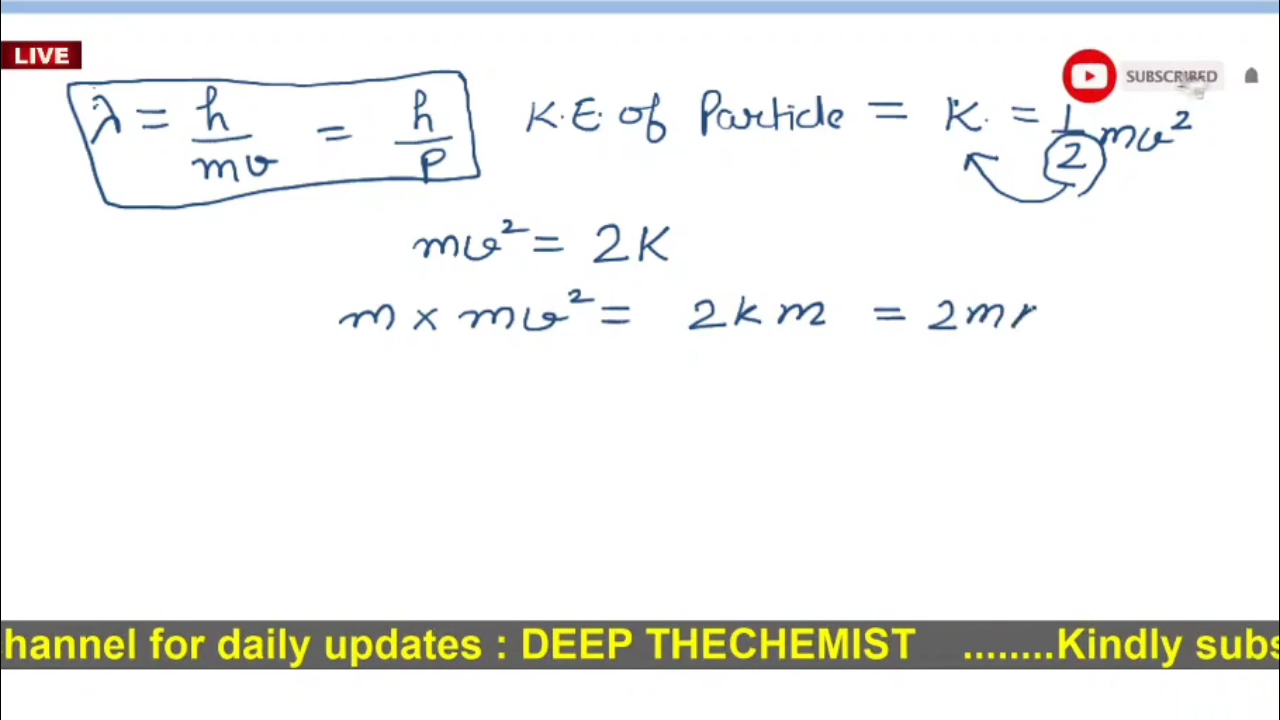 LIVE
SUBSCRIBED
λ = h/mv = h/P
K.E. of Particle = K. = 1/2 mv²
mv² = 2K
m × mv² = 2km = 2m
hannel for daily updates : DEEP THECHEMIST ........Kindly subs